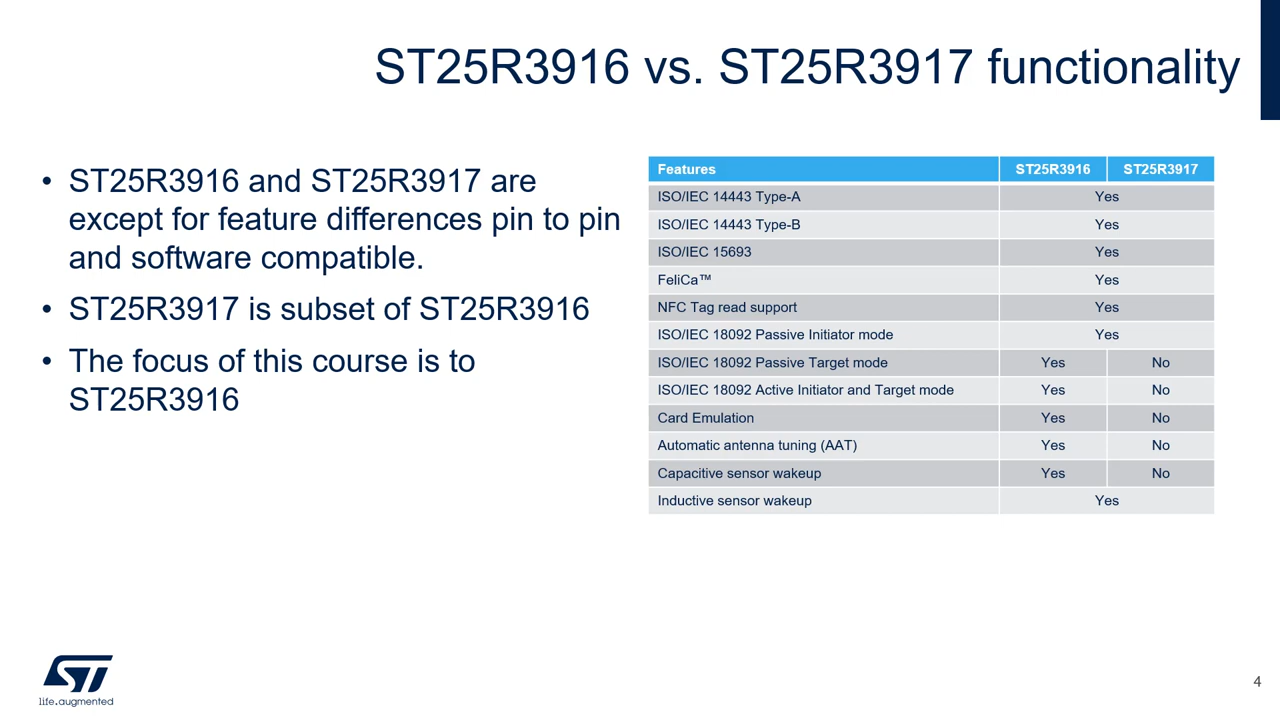 ST25R3916 vs. ST25R3917 functionality
• ST25R3916 and ST25R3917 are
except for feature differences pin to pin
and software compatible.
• ST25R3917 is subset of ST25R3916
• The focus of this course is to
ST25R3916
Features ST25R3916 ST25R3917
ISO/IEC 14443 Type-A Yes
ISO/IEC 14443 Type-B Yes
ISO/IEC 15693 Yes
FeliCa™ Yes
NFC Tag read support Yes
ISO/IEC 18092 Passive Initiator mode Yes
ISO/IEC 18092 Passive Target mode Yes No
ISO/IEC 18092 Active Initiator and Target mode Yes No
Card Emulation Yes No
Automatic antenna tuning (AAT) Yes No
Capacitive sensor wakeup Yes No
Inductive sensor wakeup Yes
ST
life.augmented
4